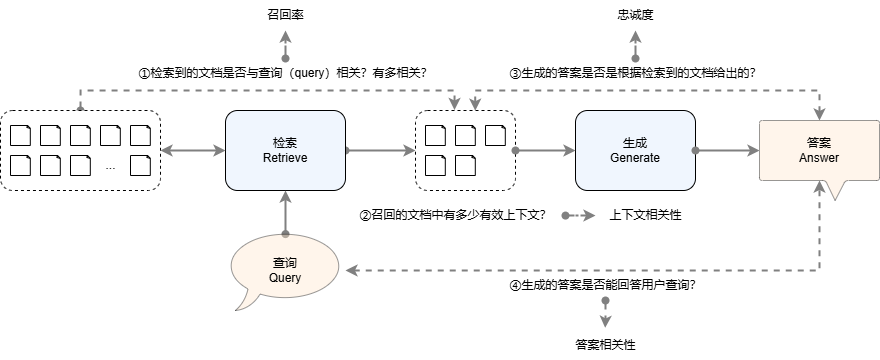 召回率
忠诚度
①检索到的文档是否与查询（query）相关？有多相关？
③生成的答案是否是根据检索到的文档给出的？
检索
Retrieve
生成
Generate
答案
Answer
...
②召回的文档中有多少有效上下文？
上下文相关性
查询
Query
④生成的答案是否能回答用户查询？
答案相关性